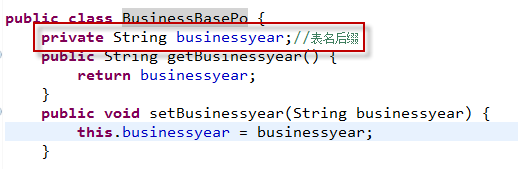 public class BusinessBasePo {
private String businessyear;//表名后缀
public String getBusinessyear() {
return businessyear;
}
public void setBusinessyear(String businessyear) {
this.businessyear = businessyear;
}